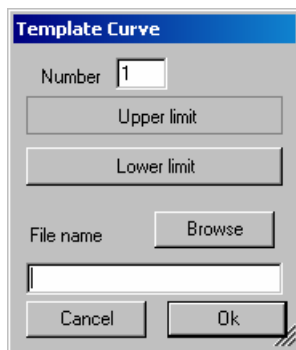 Template Curve
Number 1
Upper limit
Lower limit
File name Browse
Cancel Ok